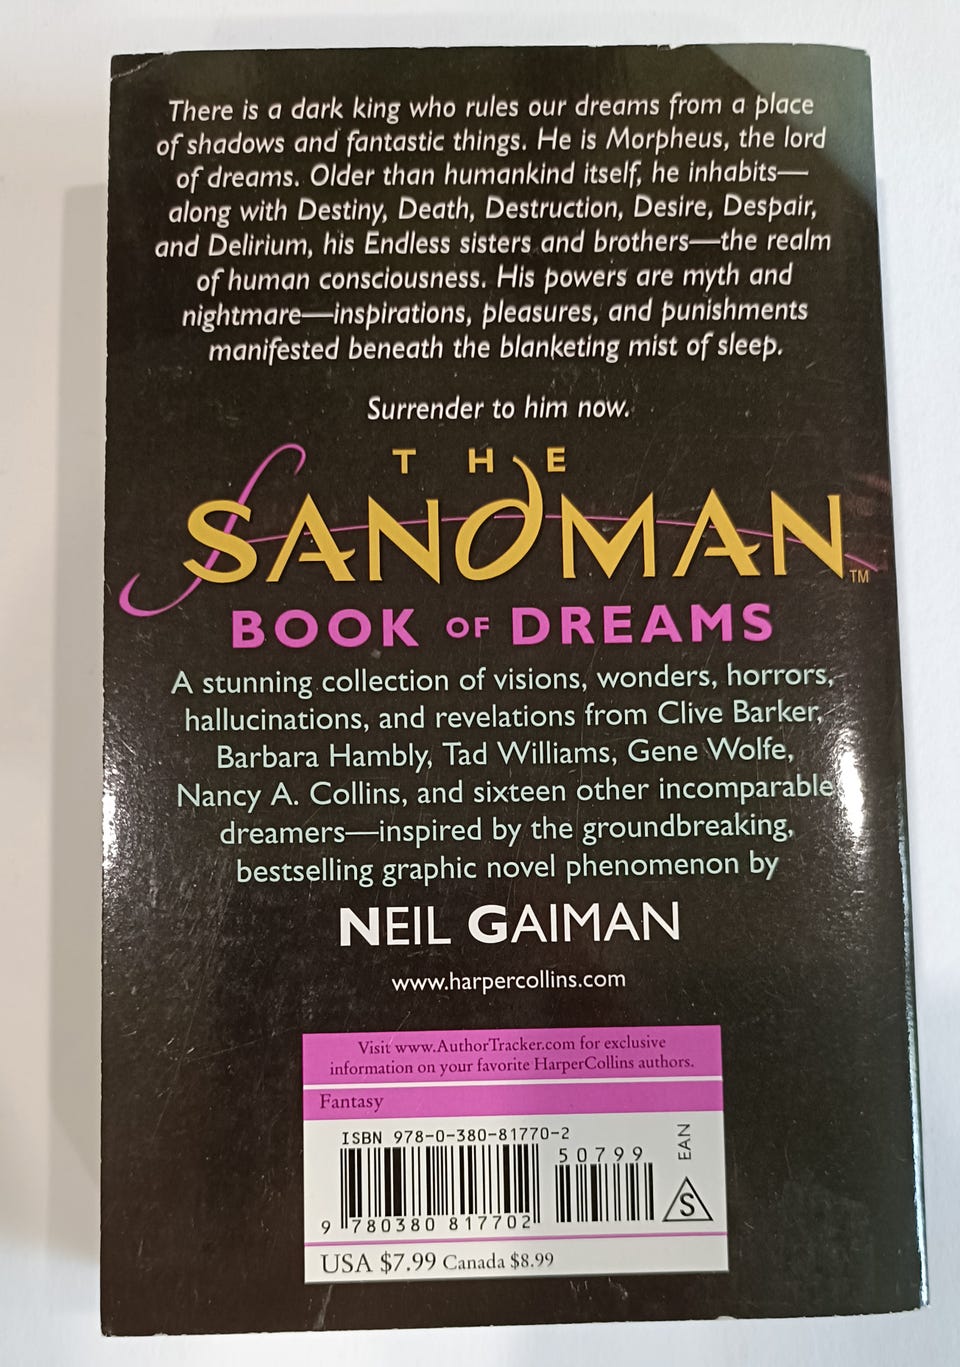 There is a dark king who rules our dreams from a place
of shadows and fantastic things. He is Morpheus, the lord
of dreams. Older than humankind itself, he inhabits—
along with Destiny, Death, Destruction, Desire, Despair,
and Delirium, his Endless sisters and brothers—the realm
of human consciousness. His powers are myth and
nightmare—inspirations, pleasures, and punishments
manifested beneath the blanketing mist of sleep.
Surrender to him now.
THE
SANDMAN™
BOOK OF DREAMS
A stunning collection of visions, wonders, horrors,
hallucinations, and revelations from Clive Barker,
Barbara Hambly, Tad Williams, Gene Wolfe,
Nancy A. Collins, and sixteen other incomparable
dreamers—inspired by the groundbreaking,
bestselling graphic novel phenomenon by
NEIL GAIMAN
www.harpercollins.com
Visit www.AuthorTracker.com for exclusive
information on your favorite HarperCollins authors.
Fantasy
ISBN 978-0-380-81770-2
50799
EAN
S
9 780380 817702
USA $7.99 Canada $8.99